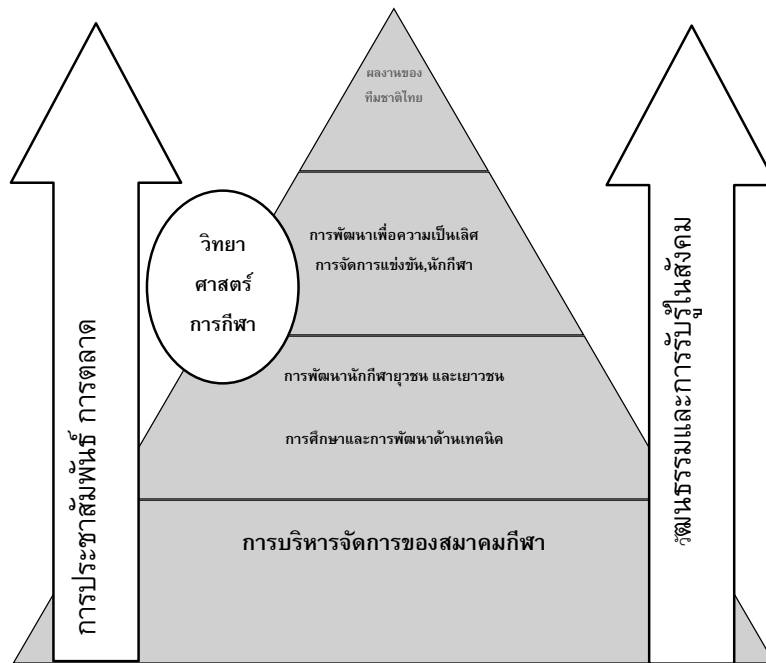 ผลงานของ
ทีมชาติไทย
วิทยา
ศาสตร์
การกีฬา
การพัฒนาเพื่อความเป็นเลิศ
การจัดการแข่งขัน,นักกีฬา
การพัฒนานักกีฬายุวชน และเยาวชน
การศึกษาและการพัฒนาด้านเทคนิค
การบริหารจัดการของสมาคมกีฬา
การประชาสัมพันธ์ การตลาด
วัฒนธรรมและการรับรู้ในสังคม